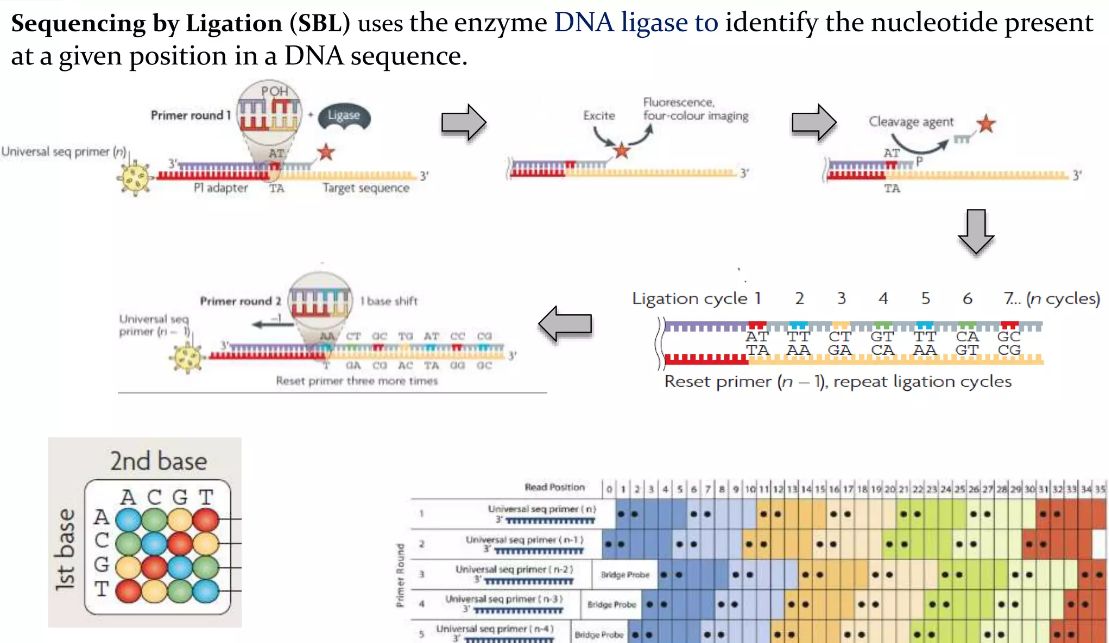 Sequencing by Ligation (SBL) uses the enzyme DNA ligase to identify the nucleotide present
at a given position in a DNA sequence.
POH
Primer round 1
+
Ligase
Universal seq primer (n)
3'
AT
P1 adapter
TA
Target sequence
3'
Excite
Fluorescence,
four-colour imaging
3'
Cleavage agent
AT
P
TA
3'
Primer round 2
1 base shift
Universal seq
primer (n – 1)
–1
3'
AA CT GC TG AT CC CG
T GA CG AC TA GG GC
3'
Reset primer three more times
Ligation cycle 1 2 3 4 5 6 7... (n cycles)
AT TT CT GT TT CA GC
TA AA GA CA AA GT CG
Reset primer (n – 1), repeat ligation cycles
2nd base
A C G T
1st base
A
C
G
T
Read Position
0 1 2 3 4 5 6 7 8 9 10 11 12 13 14 15 16 17 18 19 20 21 22 23 24 25 26 27 28 29 30 31 32 33 34 35
Primer Round
1 Universal seq primer ( n )
3'
2 Universal seq primer ( n-1 )
3'
3 Universal seq primer ( n-2 )
3'
Bridge Probe
4 Universal seq primer ( n-3 )
3'
Bridge Probe
5 Universal seq primer ( n-4 )
3'
Bridge Probe